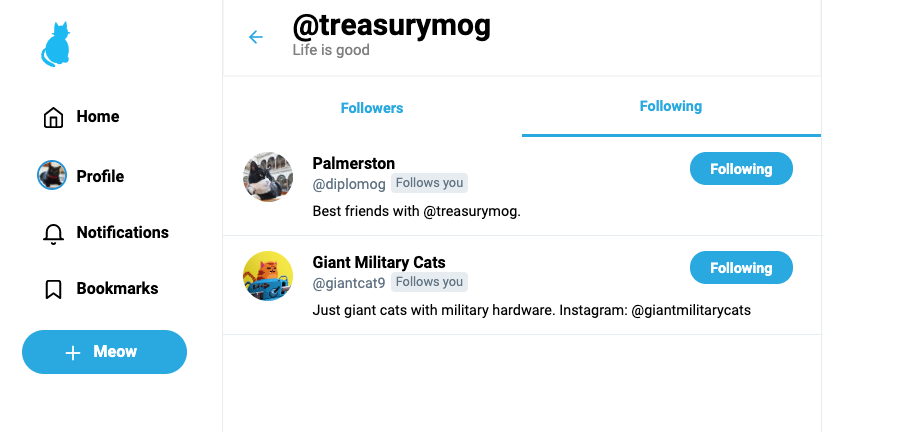 @treasurymog
Life is good
Home
Profile
Notifications
Bookmarks
Meow
Followers
Following
Palmerston
@diplomog Follows you
Following
Best friends with @treasurymog.
Giant Military Cats
@giantcat9 Follows you
Following
Just giant cats with military hardware. Instagram: @giantmilitarycats